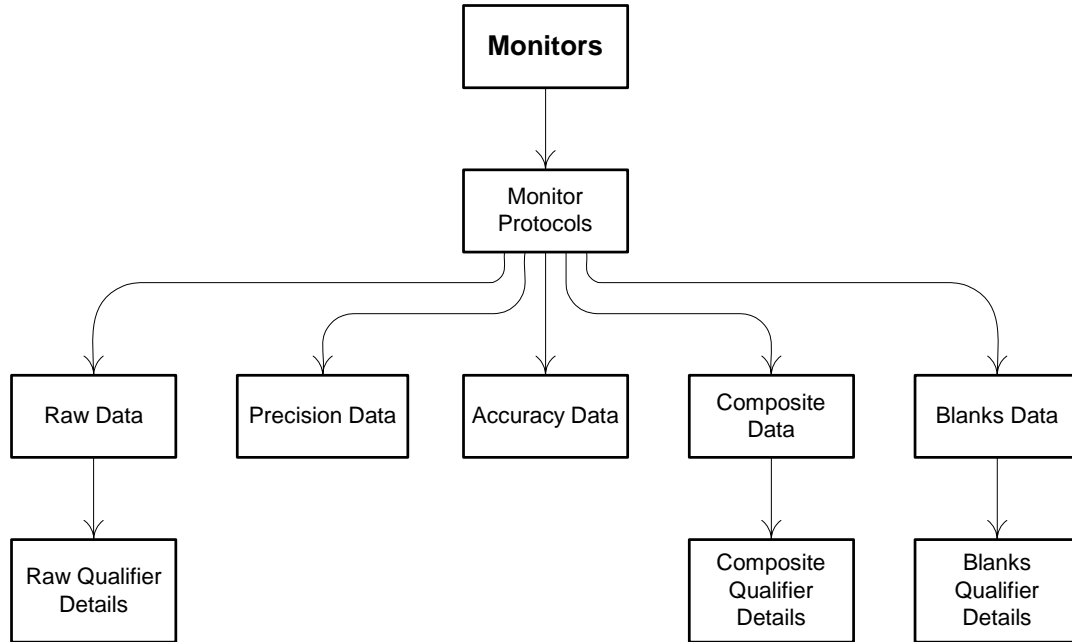 Monitors
Monitor
Protocols
Raw Data
Precision Data
Accuracy Data
Composite
Data
Blanks Data
Raw Qualifier
Details
Composite
Qualifier
Details
Blanks
Qualifier
Details